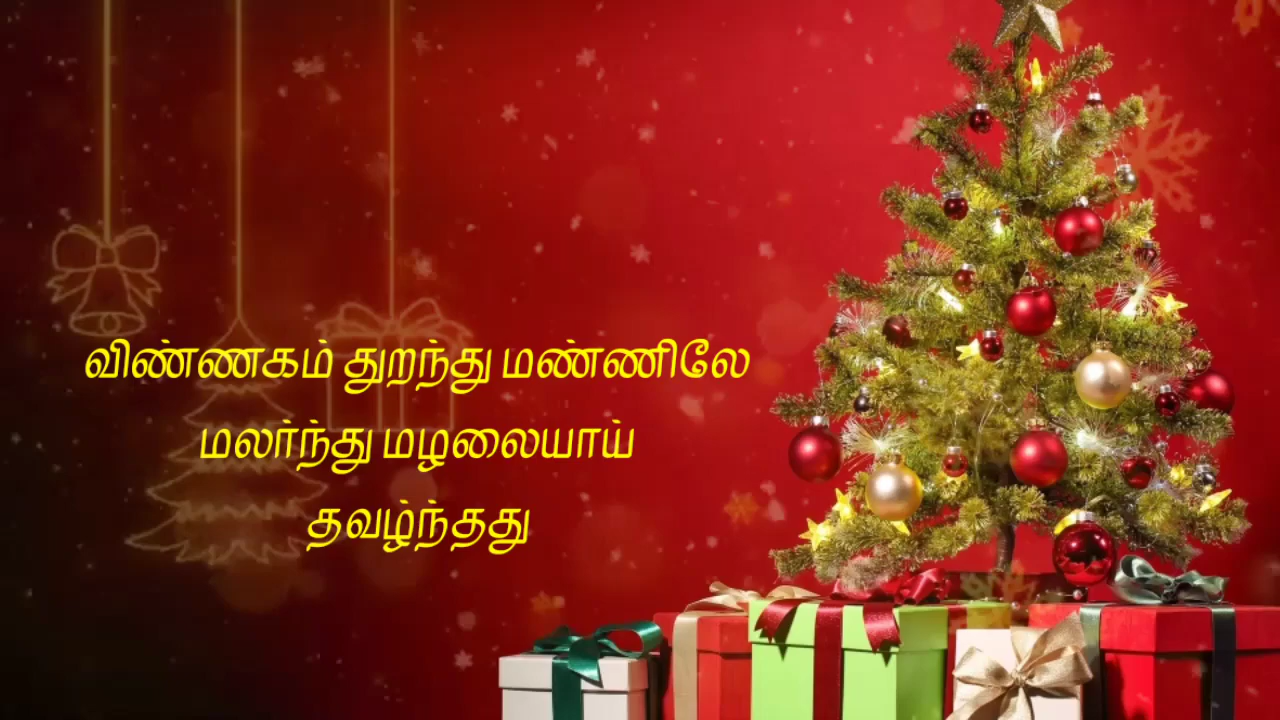 விண்ணகம் துறந்து மண்ணிலே
மலர்ந்து மழலையாய்
தவழ்ந்தது